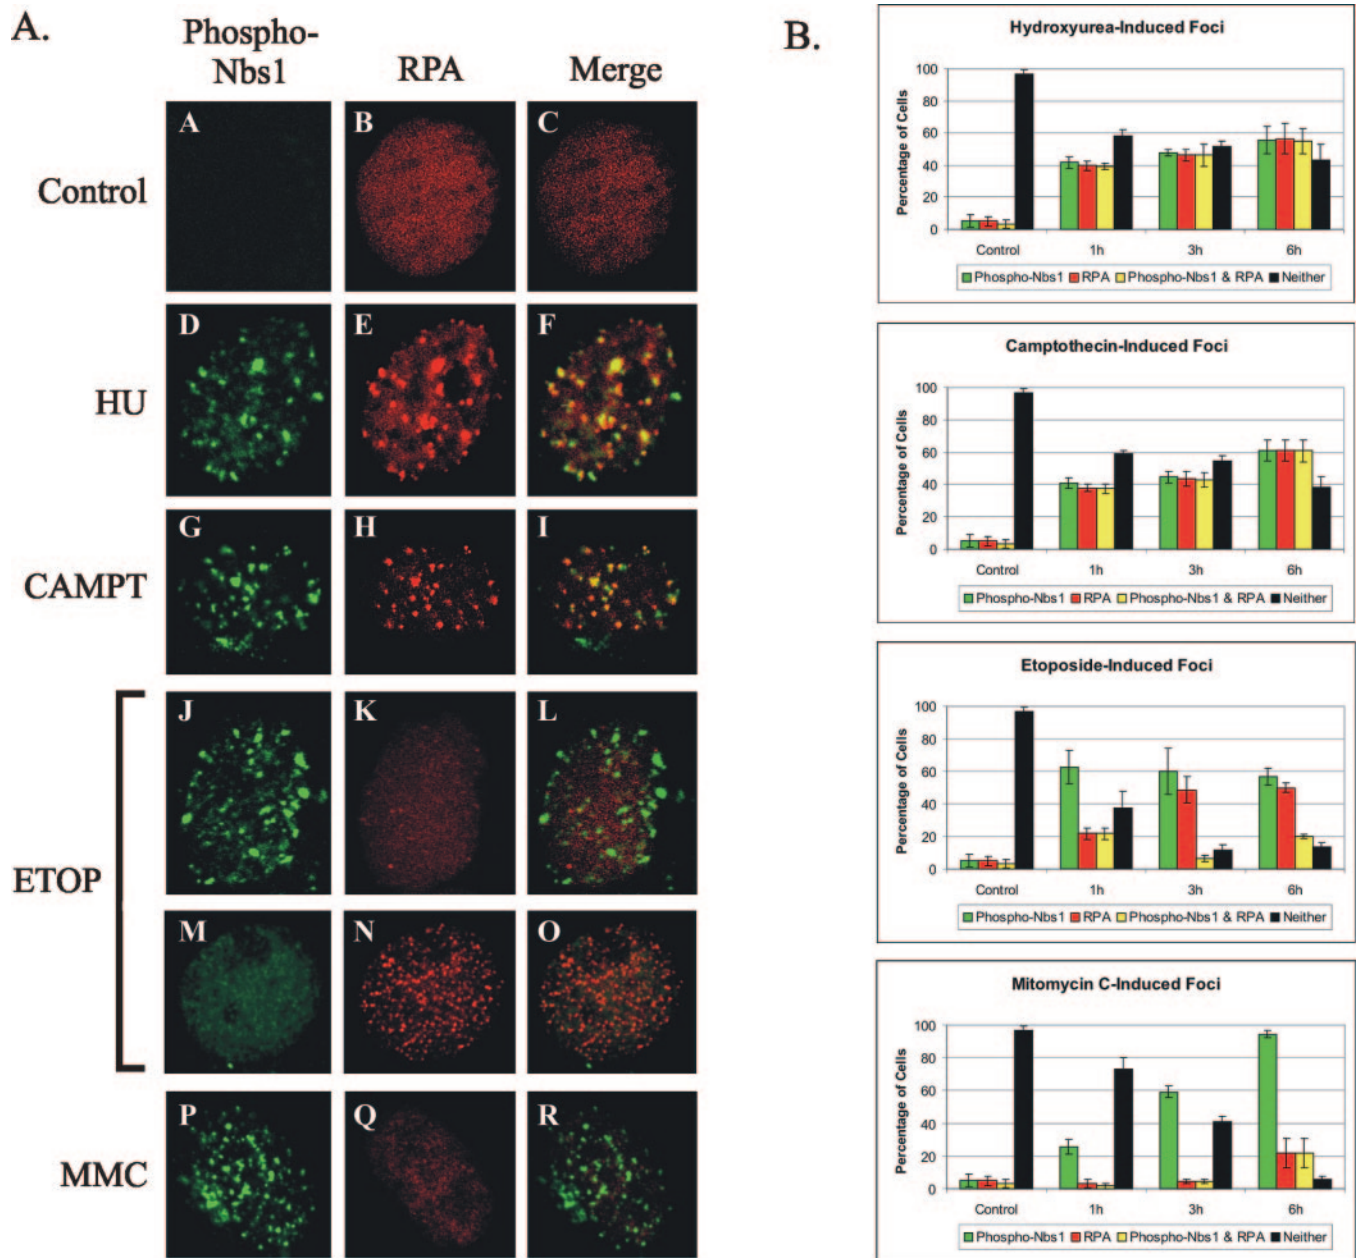 A.
Phospho-
Nbs1
RPA
Merge
Control
A
B
C
HU
D
E
F
CAMPT
G
H
I
ETOP
J
K
L
M
N
O
MMC
P
Q
R
B.
Hydroxyurea-Induced Foci
Percentage of Cells
100
80
60
40
20
0
Control 1h 3h 6h
Phospho-Nbs1 RPA Phospho-Nbs1 & RPA Neither
Camptothecin-Induced Foci
Percentage of Cells
100
80
60
40
20
0
Control 1h 3h 6h
Phospho-Nbs1 RPA Phospho-Nbs1 & RPA Neither
Etoposide-Induced Foci
Percentage of Cells
100
80
60
40
20
0
Control 1h 3h 6h
Phospho-Nbs1 RPA Phospho-Nbs1 & RPA Neither
Mitomycin C-Induced Foci
Percentage of Cells
100
80
60
40
20
0
Control 1h 3h 6h
Phospho-Nbs1 RPA Phospho-Nbs1 & RPA Neither